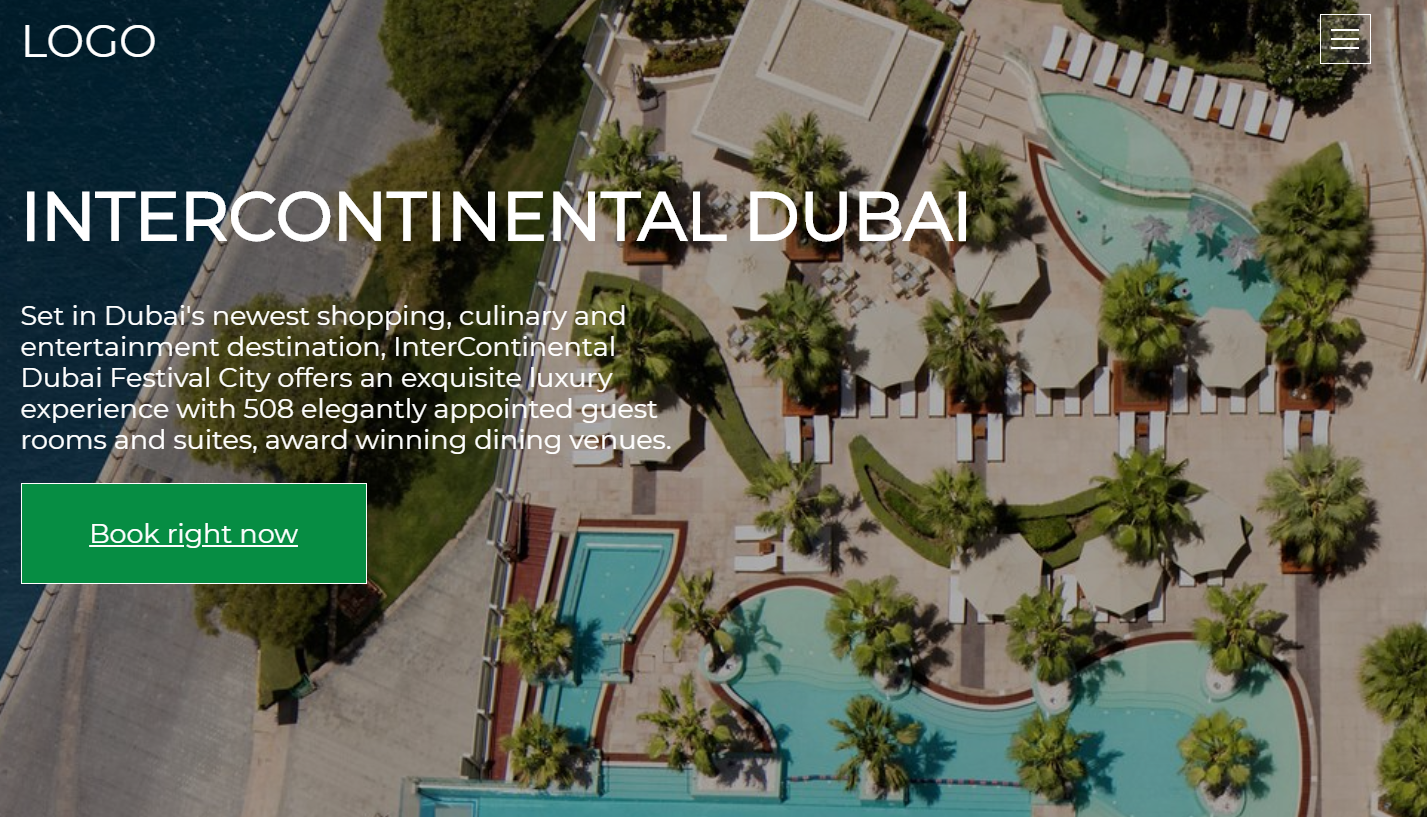 LOGO
INTERCONTINENTAL DUBAI
Set in Dubai's newest shopping, culinary and
entertainment destination, InterContinental
Dubai Festival City offers an exquisite luxury
experience with 508 elegantly appointed guest
rooms and suites, award winning dining venues.
Book right now